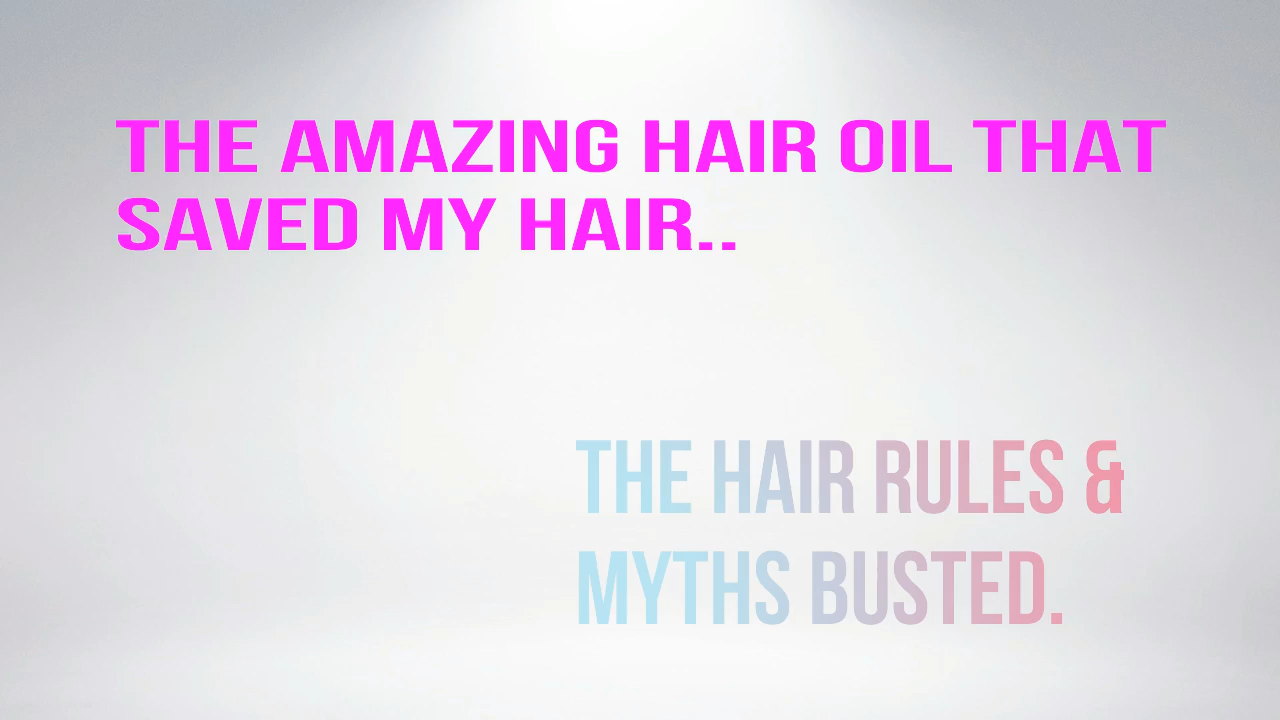 THE AMAZING HAIR OIL THAT
SAVED MY HAIR..
THE HAIR RULES &
MYTHS BUSTED.